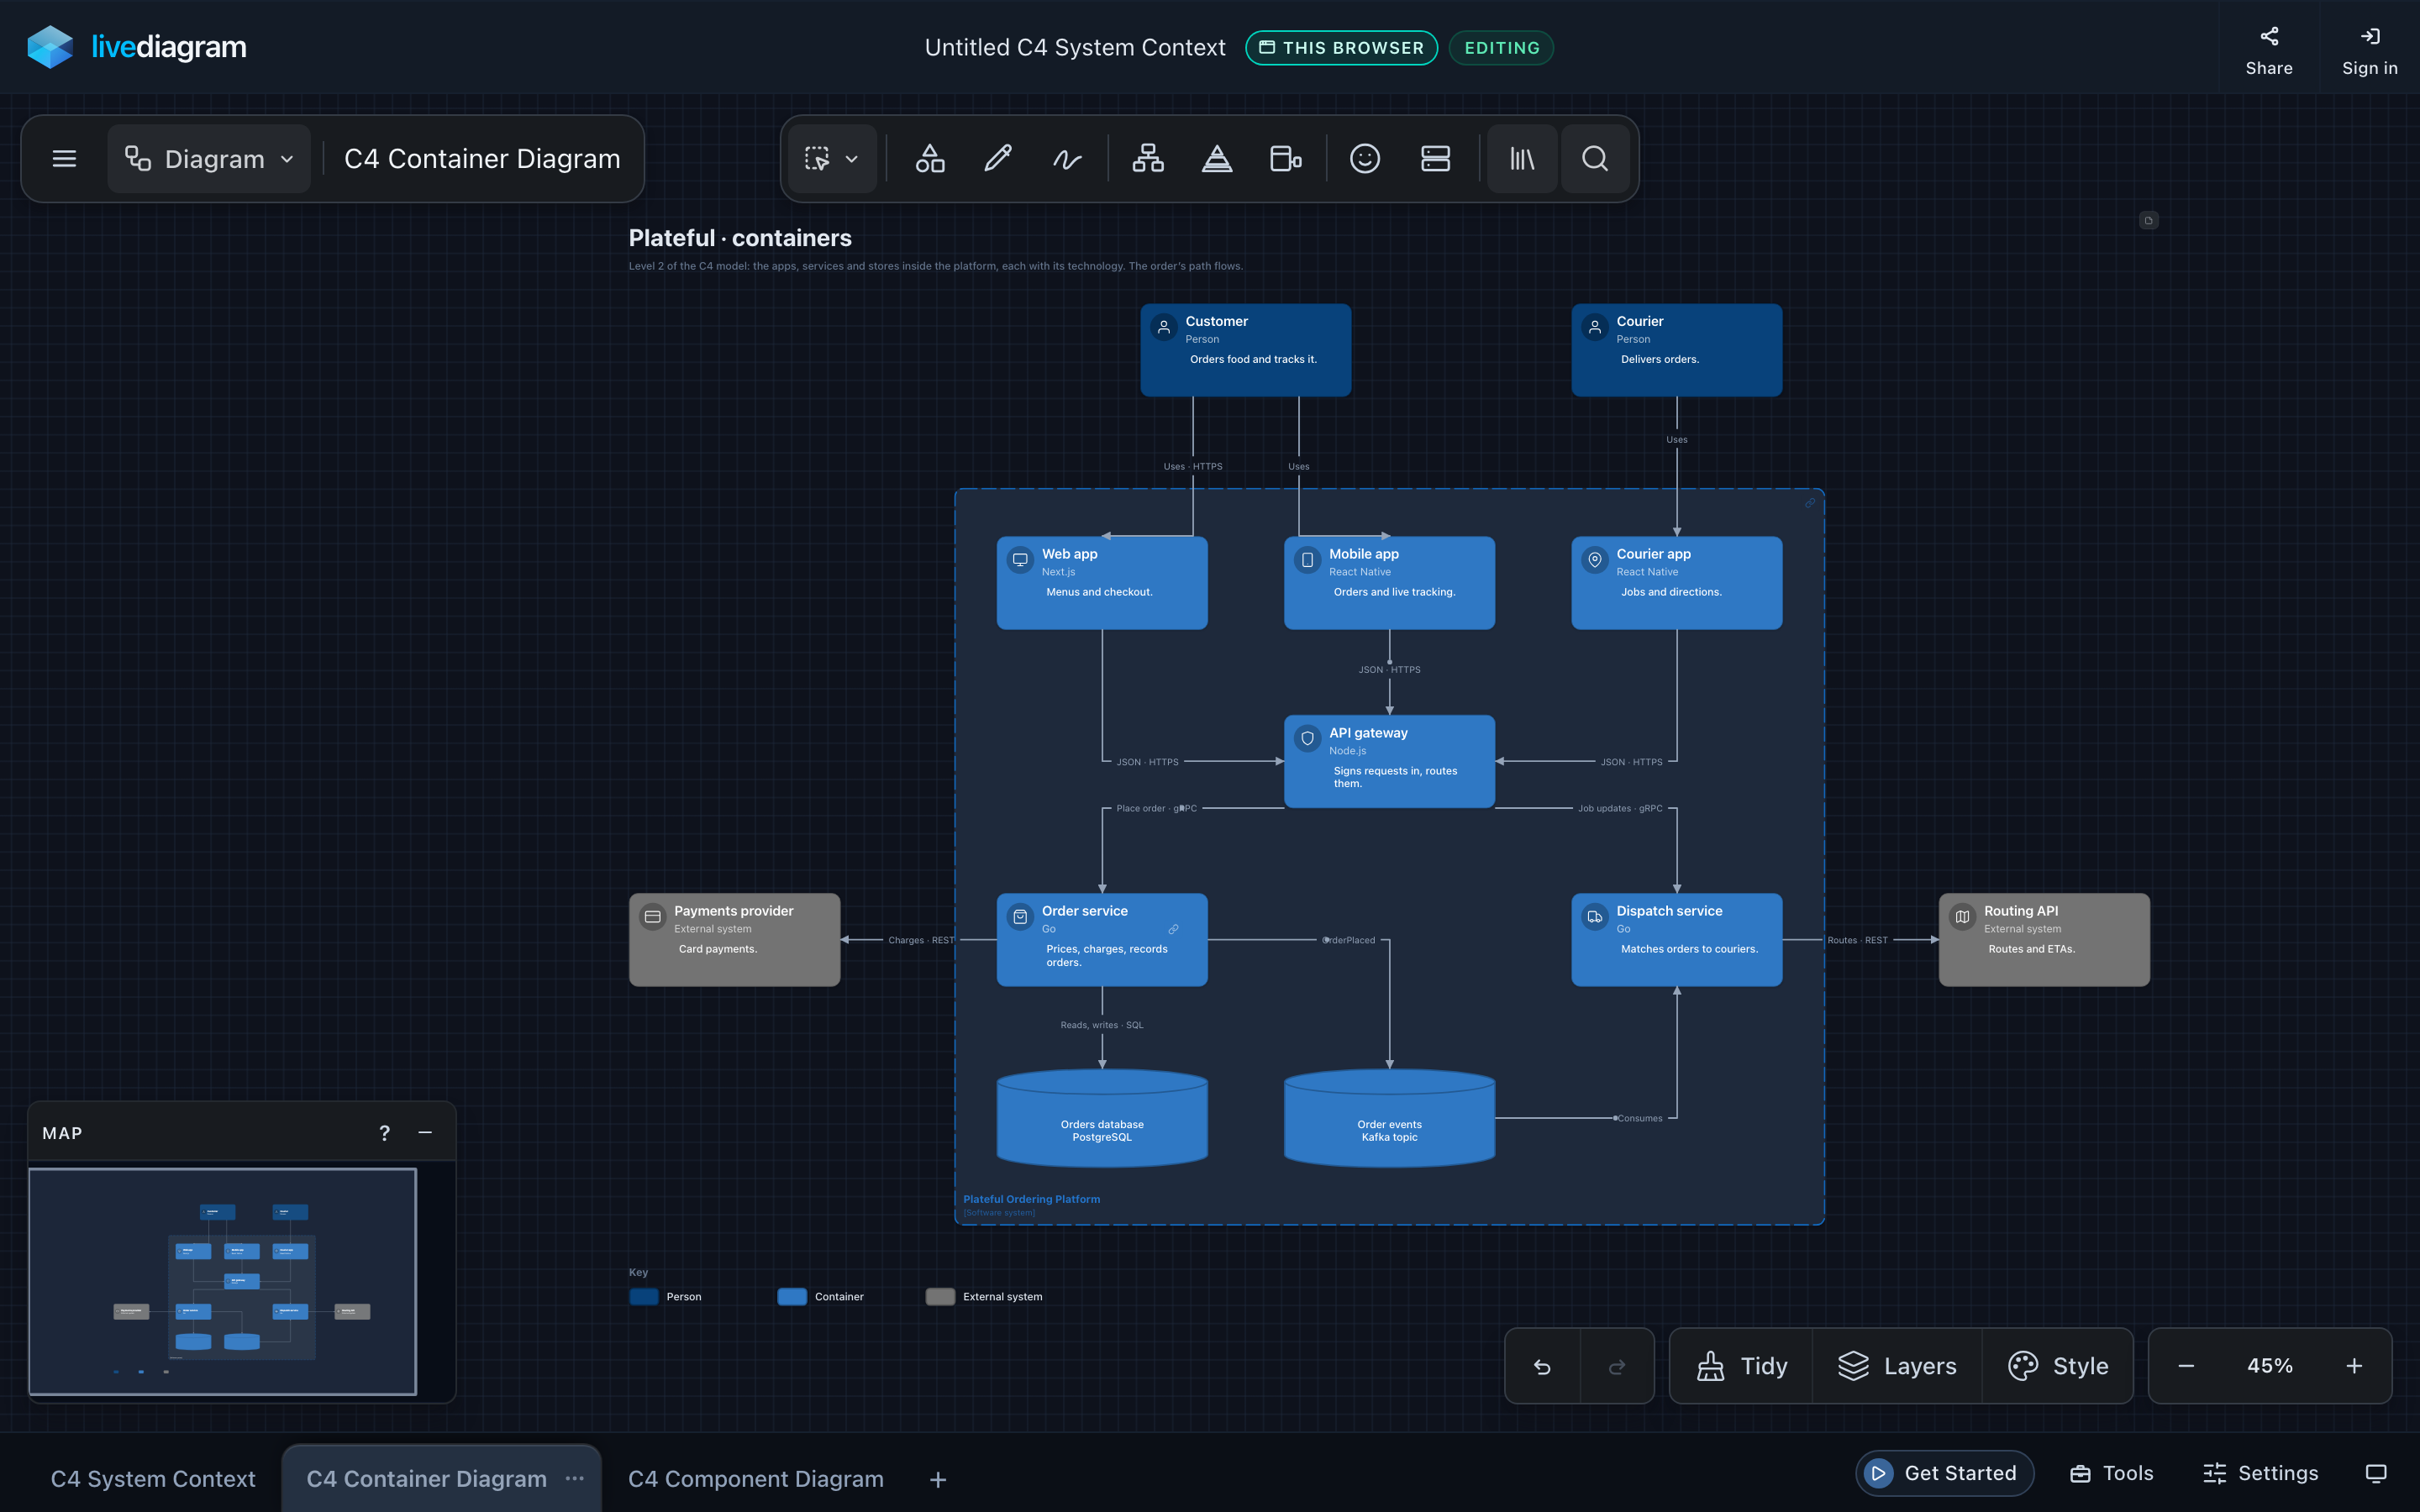 livediagram
Untitled C4 System Context
THIS BROWSER
EDITING
Share
Sign in
Diagram
C4 Container Diagram
Plateful · containers
Level 2 of the C4 model: the apps, services and stores inside the platform, each with its technology. The order's path flows.
Customer
Person
Orders food and tracks it.
Courier
Person
Delivers orders.
Uses
Uses · HTTPS
Uses
Web app
Next.js
Menus and checkout.
Mobile app
React Native
Orders and live tracking.
Courier app
React Native
Jobs and directions.
JSON · HTTPS
API gateway
Node.js
Signs requests in, routes
them.
JSON · HTTPS
JSON · HTTPS
Place order · gRPC
Job updates · gRPC
Payments provider
External system
Card payments.
Charges · REST
Order service
Go
Prices, charges, records
orders.
OrderPlaced
Dispatch service
Go
Matches orders to couriers.
Routes · REST
Routing API
External system
Routes and ETAs.
Reads, writes · SQL
Orders database
PostgreSQL
Order events
Kafka topic
Consumes
Plateful Ordering Platform
[Software system]
MAP
?
Key
Person
Container
External system
Tidy
Layers
Style
45%
C4 System Context
C4 Container Diagram
C4 Component Diagram
Get Started
Tools
Settings